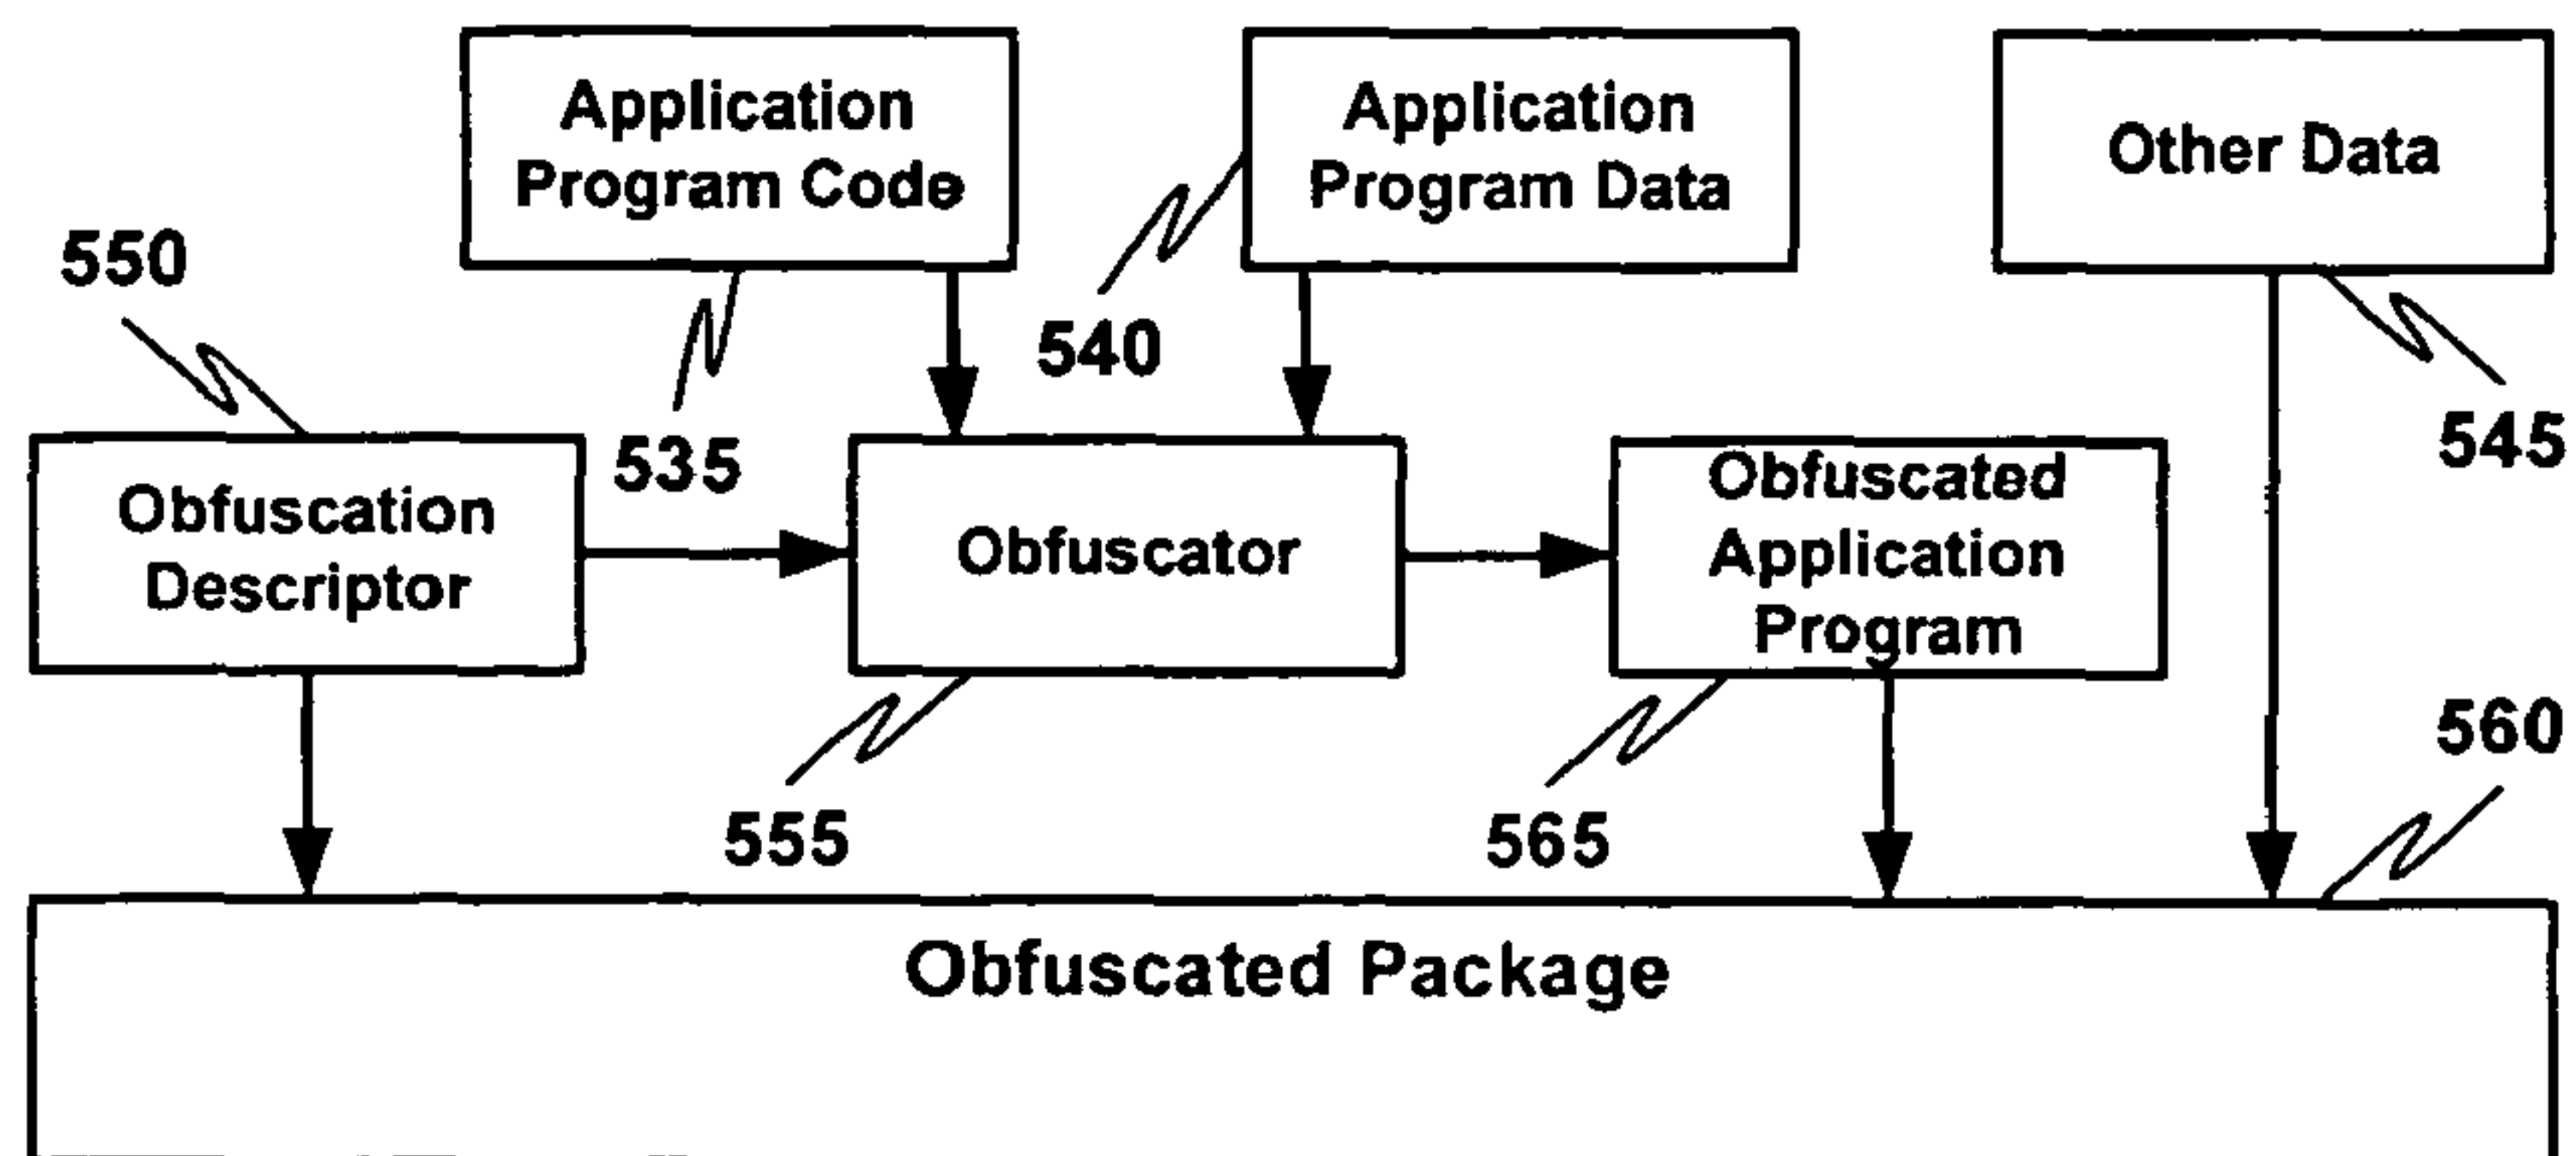 Application
Program Code
Application
Program Data
Other Data
550
540
535
545
Obfuscation
Descriptor
Obfuscator
Obfuscated
Application
Program
555
565
560
Obfuscated Package